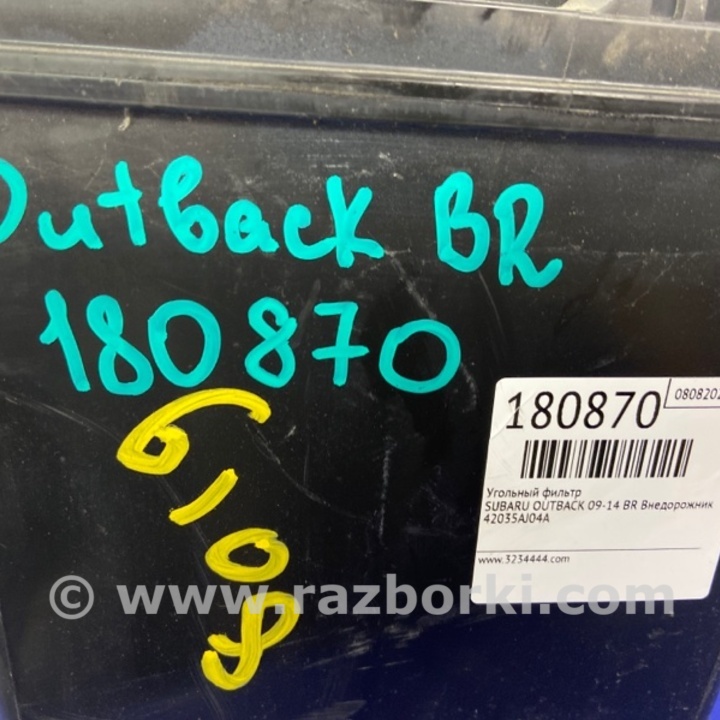 Outback BR
180870
6108
180870
080820
Угольный фильтр
SUBARU OUTBACK 09-14 BR Внедорожник
42035AJ04A
www.3234444.com
© www.razborki.com